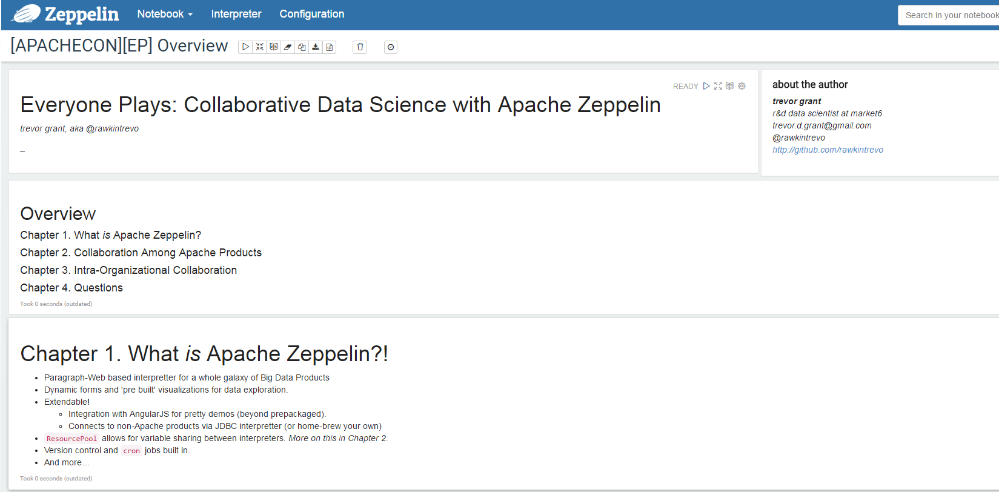 Zeppelin Notebook Interpreter Configuration Search in your notebook
[APACHECON][EP] Overview
READY
Everyone Plays: Collaborative Data Science with Apache Zeppelin
trevor grant, aka @rawkintrevo
–
about the author
trevor grant
r&d data scientist at market6
trevor.d.grant@gmail.com
@rawkintrevo
http://github.com/rawkintrevo
Overview
Chapter 1. What is Apache Zeppelin?
Chapter 2. Collaboration Among Apache Products
Chapter 3. Intra-Organizational Collaboration
Chapter 4. Questions
Took 0 seconds (outdated)
Chapter 1. What is Apache Zeppelin?!
• Paragraph-Web based interpretter for a whole galaxy of Big Data Products
• Dynamic forms and 'pre built' visualizations for data exploration.
• Extendable!
◦ Integration with AngularJS for pretty demos (beyond prepackaged).
◦ Connects to non-Apache products via JDBC interpretter (or home-brew your own)
• ResourcePool allows for variable sharing between interpreters. More on this in Chapter 2.
• Version control and cron jobs built in.
• And more…
Took 0 seconds (outdated)